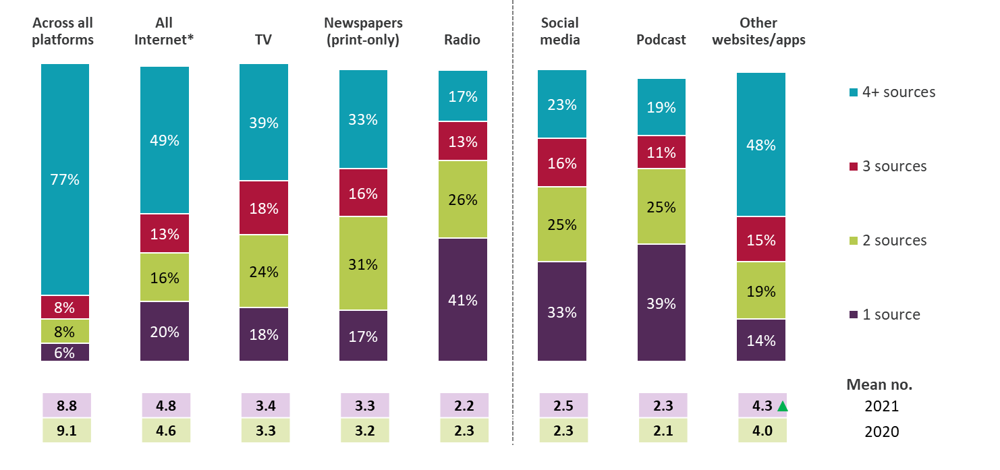 Across all
platforms
All
Internet*
TV
Newspapers
(print-only)
Radio
Social
media
Podcast
Other
websites/apps
77%
8%
8%
6%
49%
13%
16%
20%
39%
18%
24%
18%
33%
16%
31%
17%
17%
13%
26%
41%
23%
16%
25%
33%
19%
11%
25%
39%
48%
15%
19%
14%
4+ sources
3 sources
2 sources
1 source
Mean no.
8.8 4.8 3.4 3.3 2.2 2.5 2.3 4.3 2021
9.1 4.6 3.3 3.2 2.3 2.3 2.1 4.0 2020